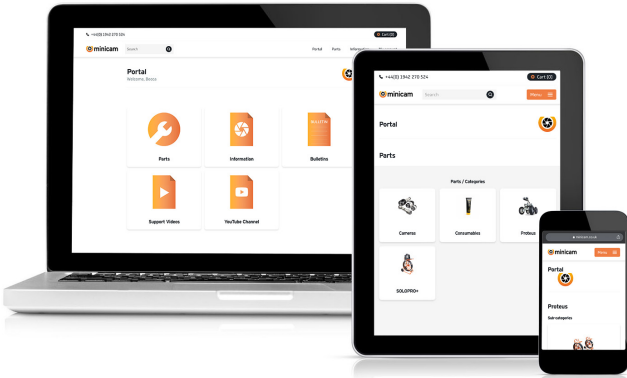 +44(0) 1942 270 524
Cart (0)
minicam
Search
Portal
Parts
Portal
Welcome, Beccy
Parts
Information
BULLETIN
Bulletins
Support Videos
YouTube Channel
+44(0) 1942 270 524
Cart (0)
minicam
Search
Menu
Portal
Parts
Parts / Categories
Cameras
Consumables
Proteus
SOLOPRO+
minicam
Menu
Portal
Proteus
Sub-categories